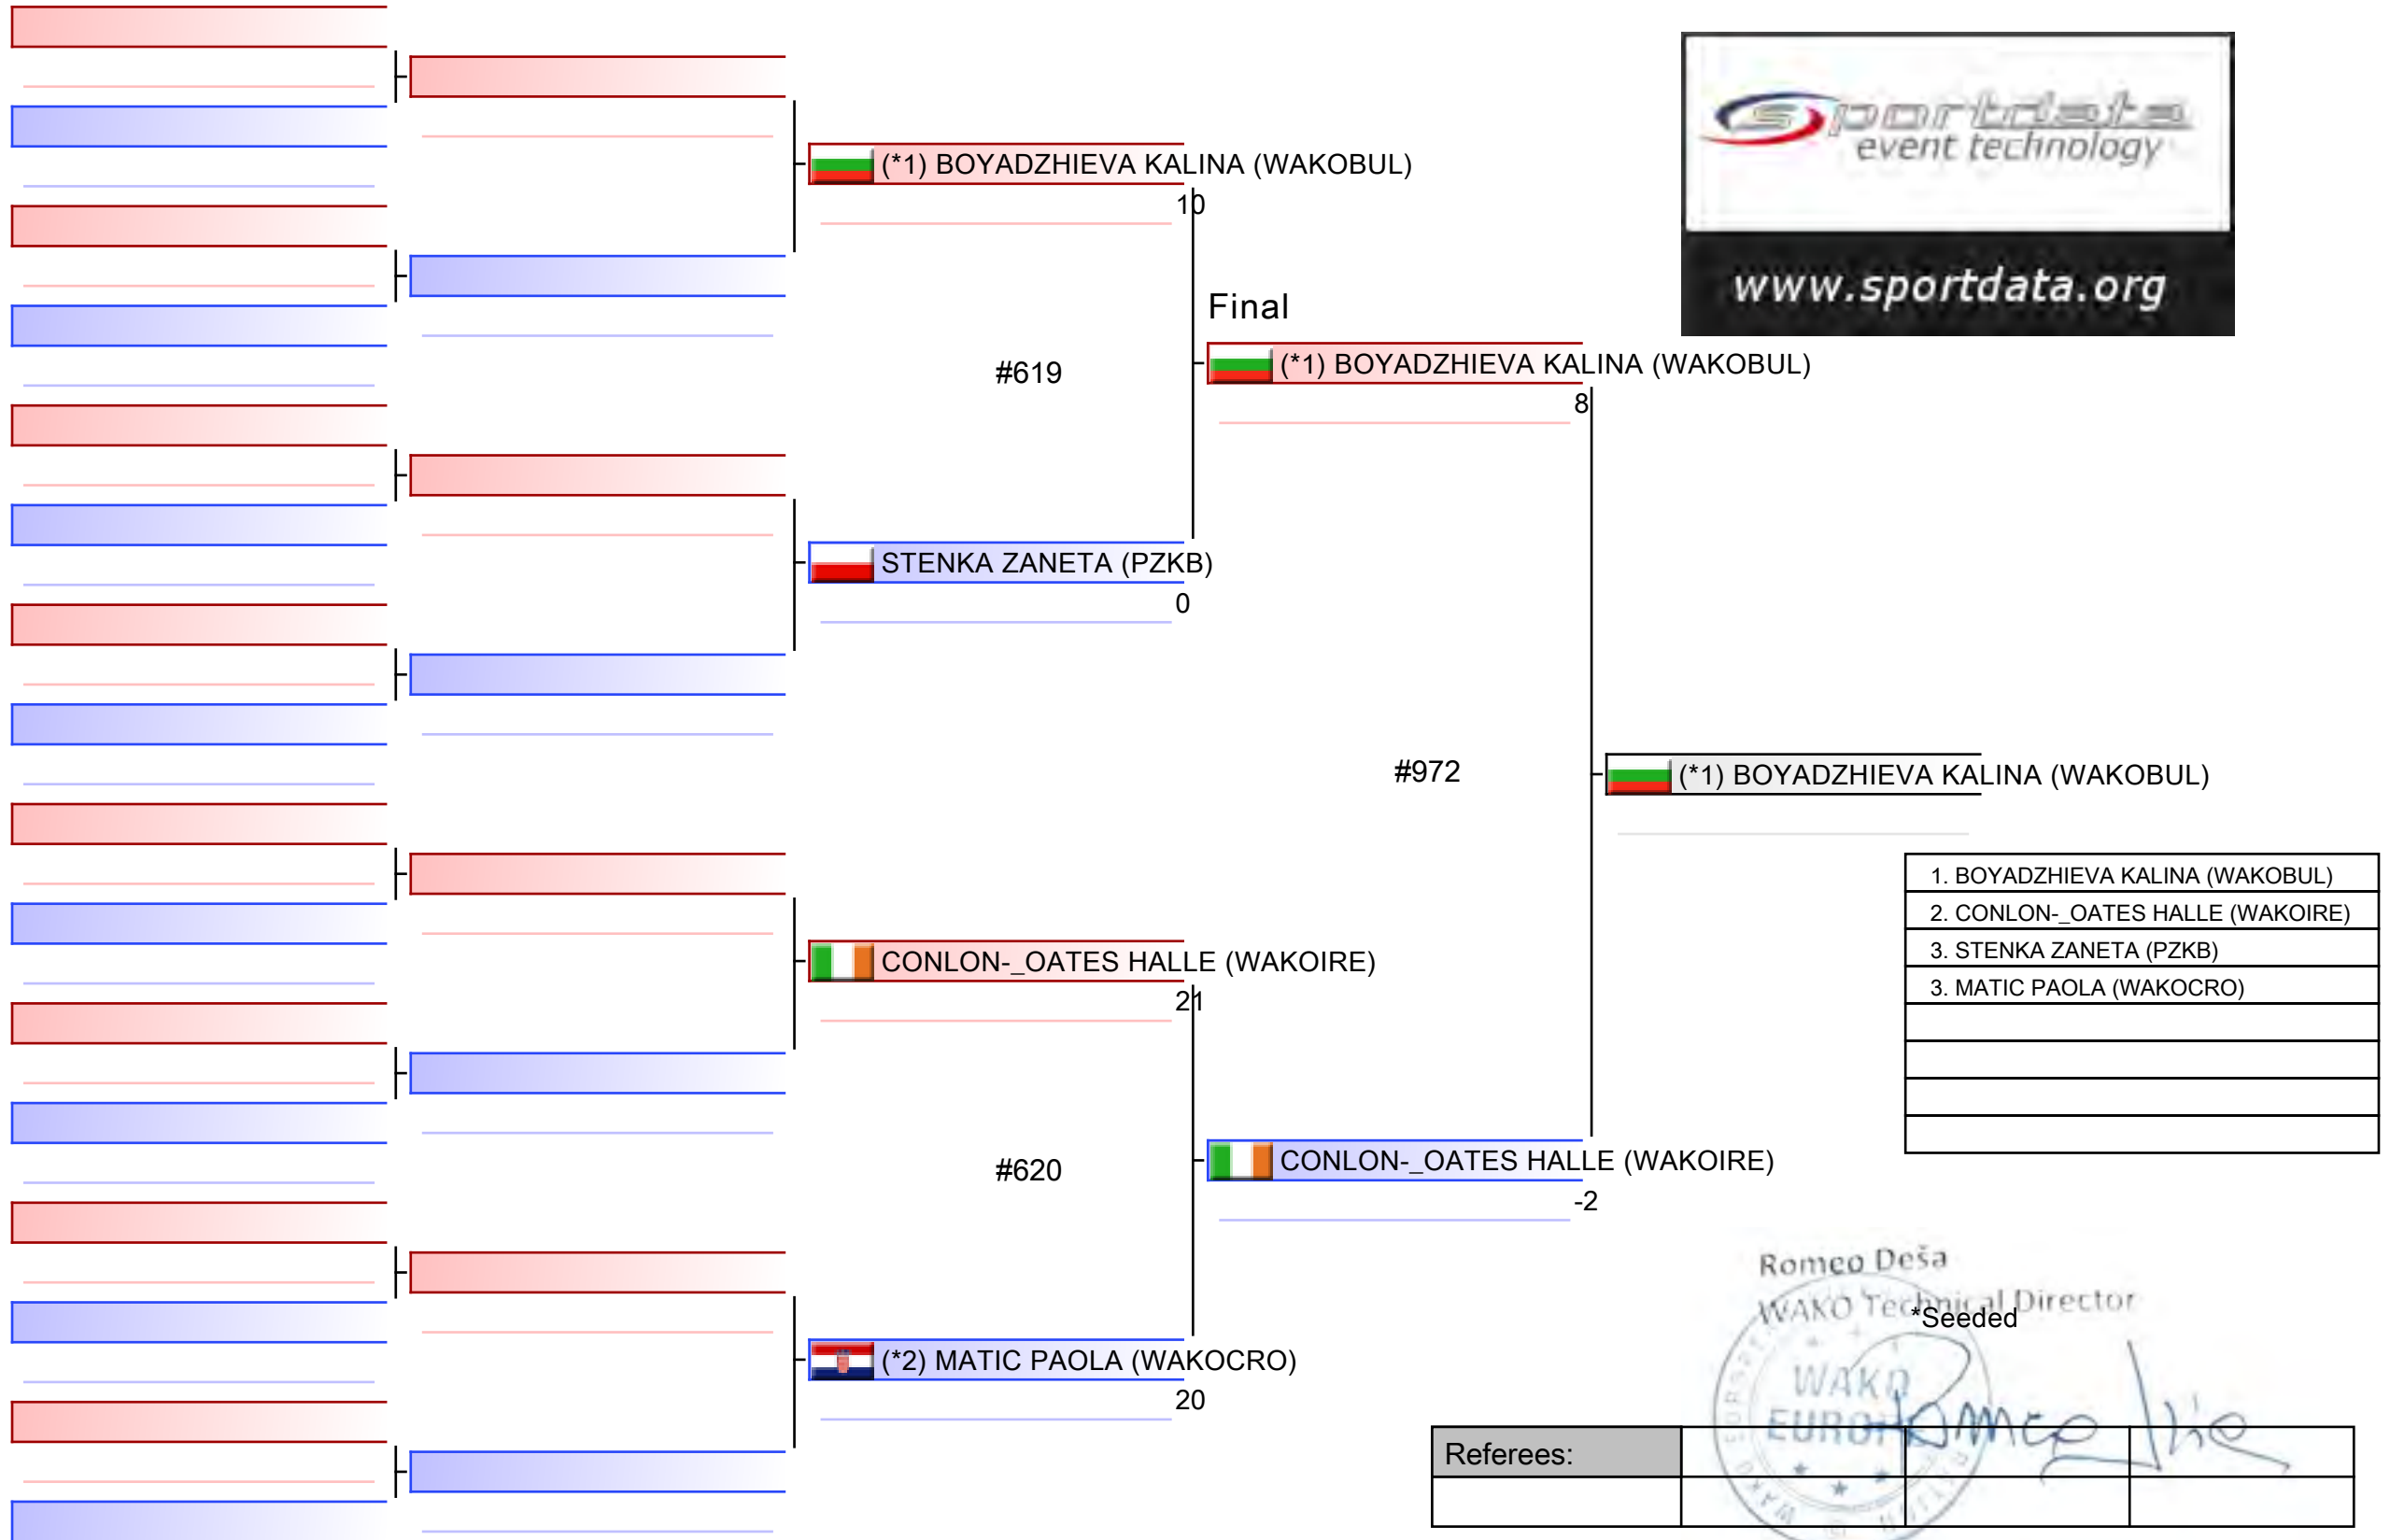 sportdata
event technology
www.sportdata.org
(*1) BOYADZHIEVA KALINA (WAKOBUL)
10
Final
#619
(*1) BOYADZHIEVA KALINA (WAKOBUL)
8
STENKA ZANETA (PZKB)
0
#972
(*1) BOYADZHIEVA KALINA (WAKOBUL)
1. BOYADZHIEVA KALINA (WAKOBUL)
2. CONLON-_OATES HALLE (WAKOIRE)
3. STENKA ZANETA (PZKB)
3. MATIC PAOLA (WAKOCRO)
CONLON-_OATES HALLE (WAKOIRE)
21
#620
CONLON-_OATES HALLE (WAKOIRE)
-2
(*2) MATIC PAOLA (WAKOCRO)
20
Romeo Deša
WAKO Technical Director
*Seeded
WAKO
EUROPE
Referees: